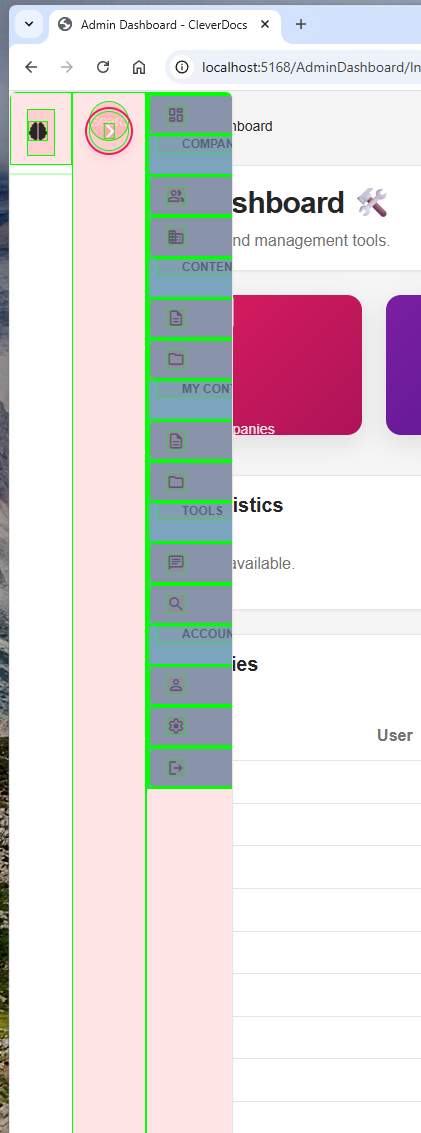 Admin Dashboard - CleverDocs
localhost:5168/AdminDashboard/In
hboard
shboard
nd management tools.
COMPAN
CONTEN
panies
MY CON
istics
TOOLS
available.
ACCOUN
ies
User